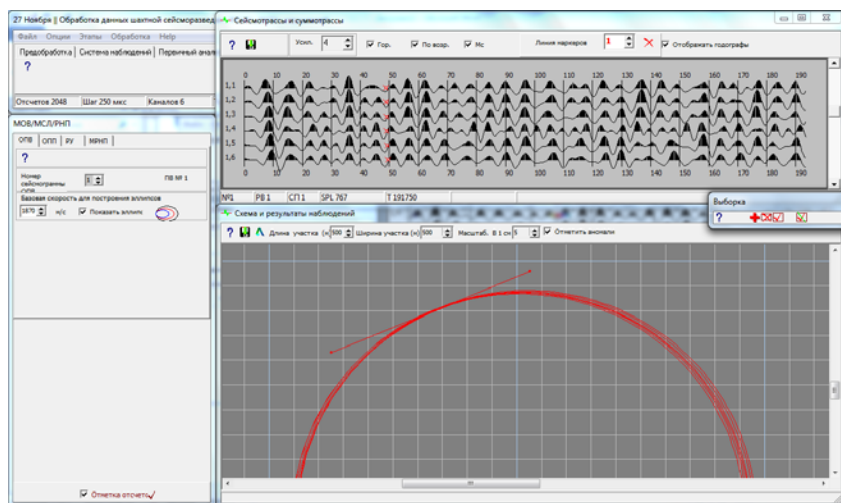 27 Ноября || Обработка данных шахтной сейсморазвед
Файл Опции Этапы Обработка Help
Предобработка Система наблюдений Первичный анали
?
Отсчетов 2048 Шаг 250 мкс Каналов 6
МОВ/МСЛ/РНП
ОПВ ОПП РУ МРНП
?
Номер сейсмограммы ПВ № 1
Базовая скорость для построения эллипсов
м/с Показать эллипс
Отметка отсчето
Сейсмотрассы и суммотрассы
? Усил. 4 Гор. По возр. Мс Линия маркеров 1 Отображать годографы
0 10 20 30 40 50 60 70 80 90 100 110 120 130 140 150 160 170 180 190
1,1
1,2
1,3
1,4
1,5
1,6
0 10 20 30 40 50 60 70 80 90 100 110 120 130 140 150 160 170 180 190
№1 РВ 1 СП 1 SPL 767 T 191750
Выборка
?
Схема и результаты наблюдений
? Длина участка (м) 500 Ширина участка (м) 500 Масштаб. В 1 см 5 Отметить аномали